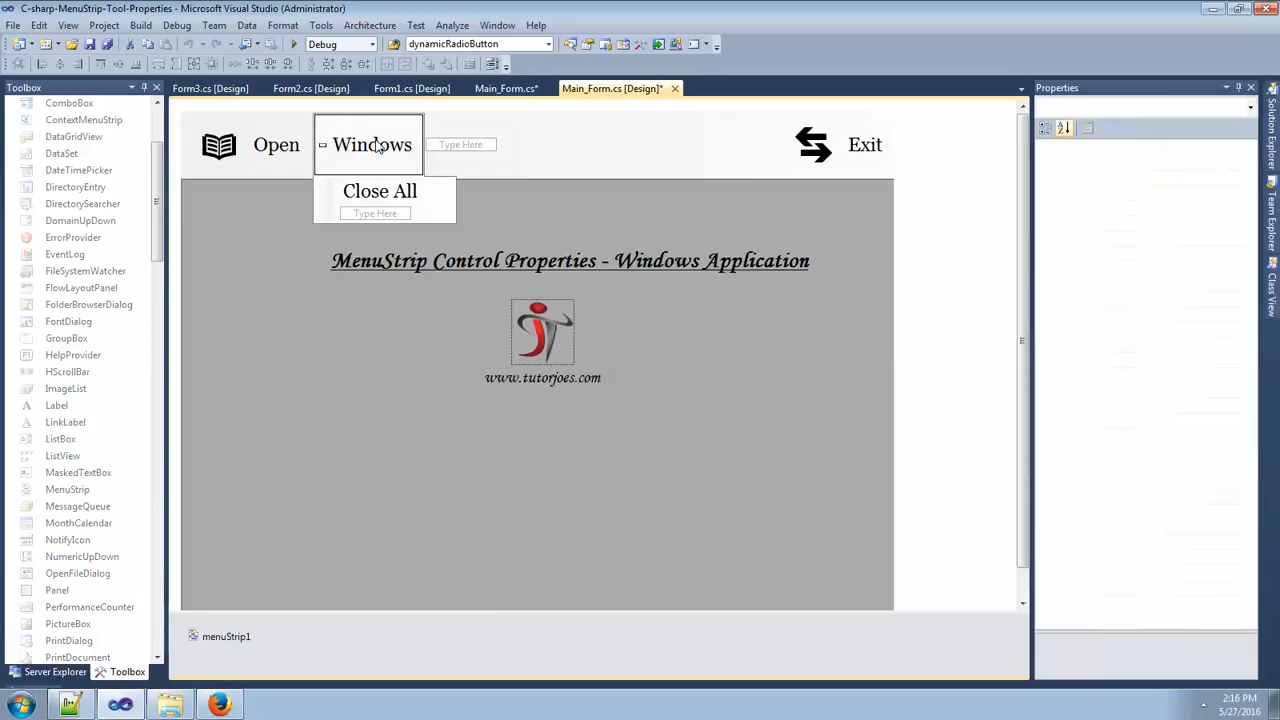 C-sharp-MenuStrip-Tool-Properties - Microsoft Visual Studio (Administrator)
File Edit View Project Build Debug Team Data Format Tools Architecture Test Analyze Window Help
Debug dynamicRadioButton
Toolbox
Form3.cs [Design] Form2.cs [Design] Form1.cs [Design] Main_Form.cs* Main_Form.cs [Design]*
Properties
ComboBox
ContextMenuStrip
DataGridView
DataSet
DateTimePicker
DirectoryEntry
DirectorySearcher
DomainUpDown
ErrorProvider
EventLog
FileSystemWatcher
FlowLayoutPanel
FolderBrowserDialog
FontDialog
GroupBox
HelpProvider
HScrollBar
ImageList
Label
LinkLabel
ListBox
ListView
MaskedTextBox
MenuStrip
MessageQueue
MonthCalendar
NotifyIcon
NumericUpDown
OpenFileDialog
Panel
PerformanceCounter
PictureBox
PrintDialog
PrintDocument
Server Explorer Toolbox
Open Windows Type Here Exit
Close All
Type Here
MenuStrip Control Properties - Windows Application
www.tutorjoes.com
menuStrip1
Solution Explorer
Team Explorer
Class View
2:16 PM
5/27/2016